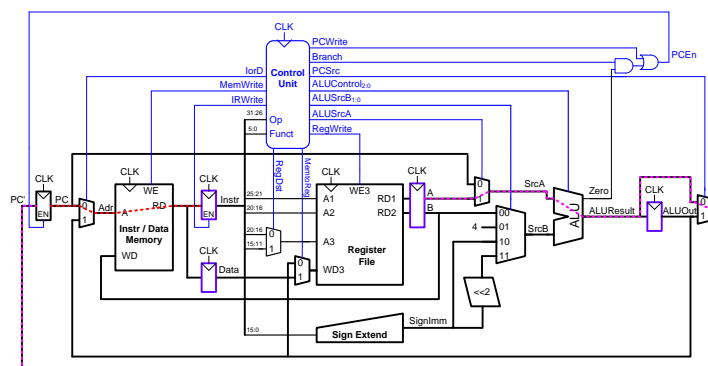 CLK
PCWrite
Branch
PCEn
IorD
Control
Unit
PCSrc
MemWrite
ALUControl2:0
IRWrite
ALUSrcB1:0
31:26
Op
ALUSrcA
5:0
Funct
RegWrite
RegDst
MemtoReg
CLK
CLK
CLK
CLK
CLK
CLK
WE
WE3
PC'
PC
0
1
Adr
A
RD
Instr
25:21
A1
RD1
A
0
1
SrcA
Zero
EN
EN
20:16
A2
RD2
B
00
ALU
ALUResult
ALUOut
0
1
Instr / Data
Memory
4
01
SrcB
20:16
0
A3
10
15:11
1
Register
File
11
WD
CLK
Data
0
1
WD3
<<2
SignImm
15:0
Sign Extend